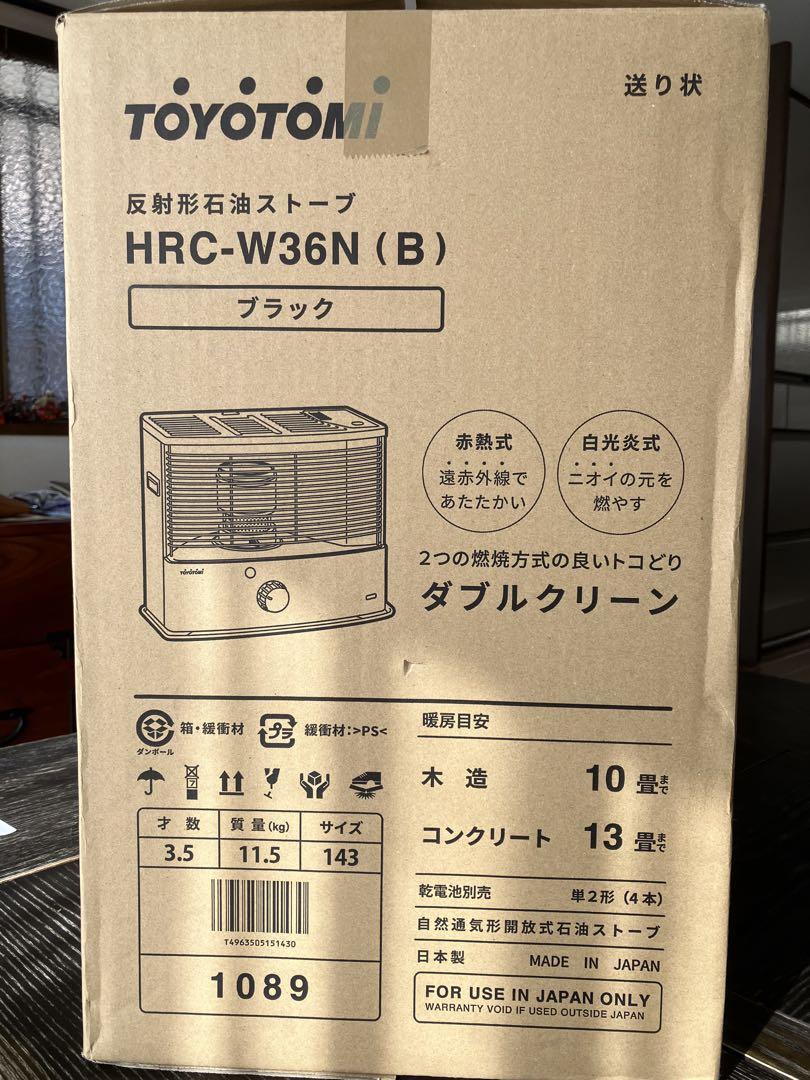 送り状
TOYOTOMi
反射形石油ストーブ
HRC-W36N (B)
ブラック
赤熱式
遠赤外線で
あたたかい
白光炎式
ニオイの元を
燃やす
TOYOTOMi
2つの燃焼方式の良いトコどり
ダブルクリーン
ダンボール
箱・緩衝材
プラ
緩衝材:>PS<
暖房目安
木造 10畳まで
コンクリート 13畳まで
7
才数 質量(kg) サイズ
3.5 11.5 143
T4963505151430
1089
乾電池別売 単2形(4本)
自然通気形開放式石油ストーブ
日本製 MADE IN JAPAN
FOR USE IN JAPAN ONLY
WARRANTY VOID IF USED OUTSIDE JAPAN